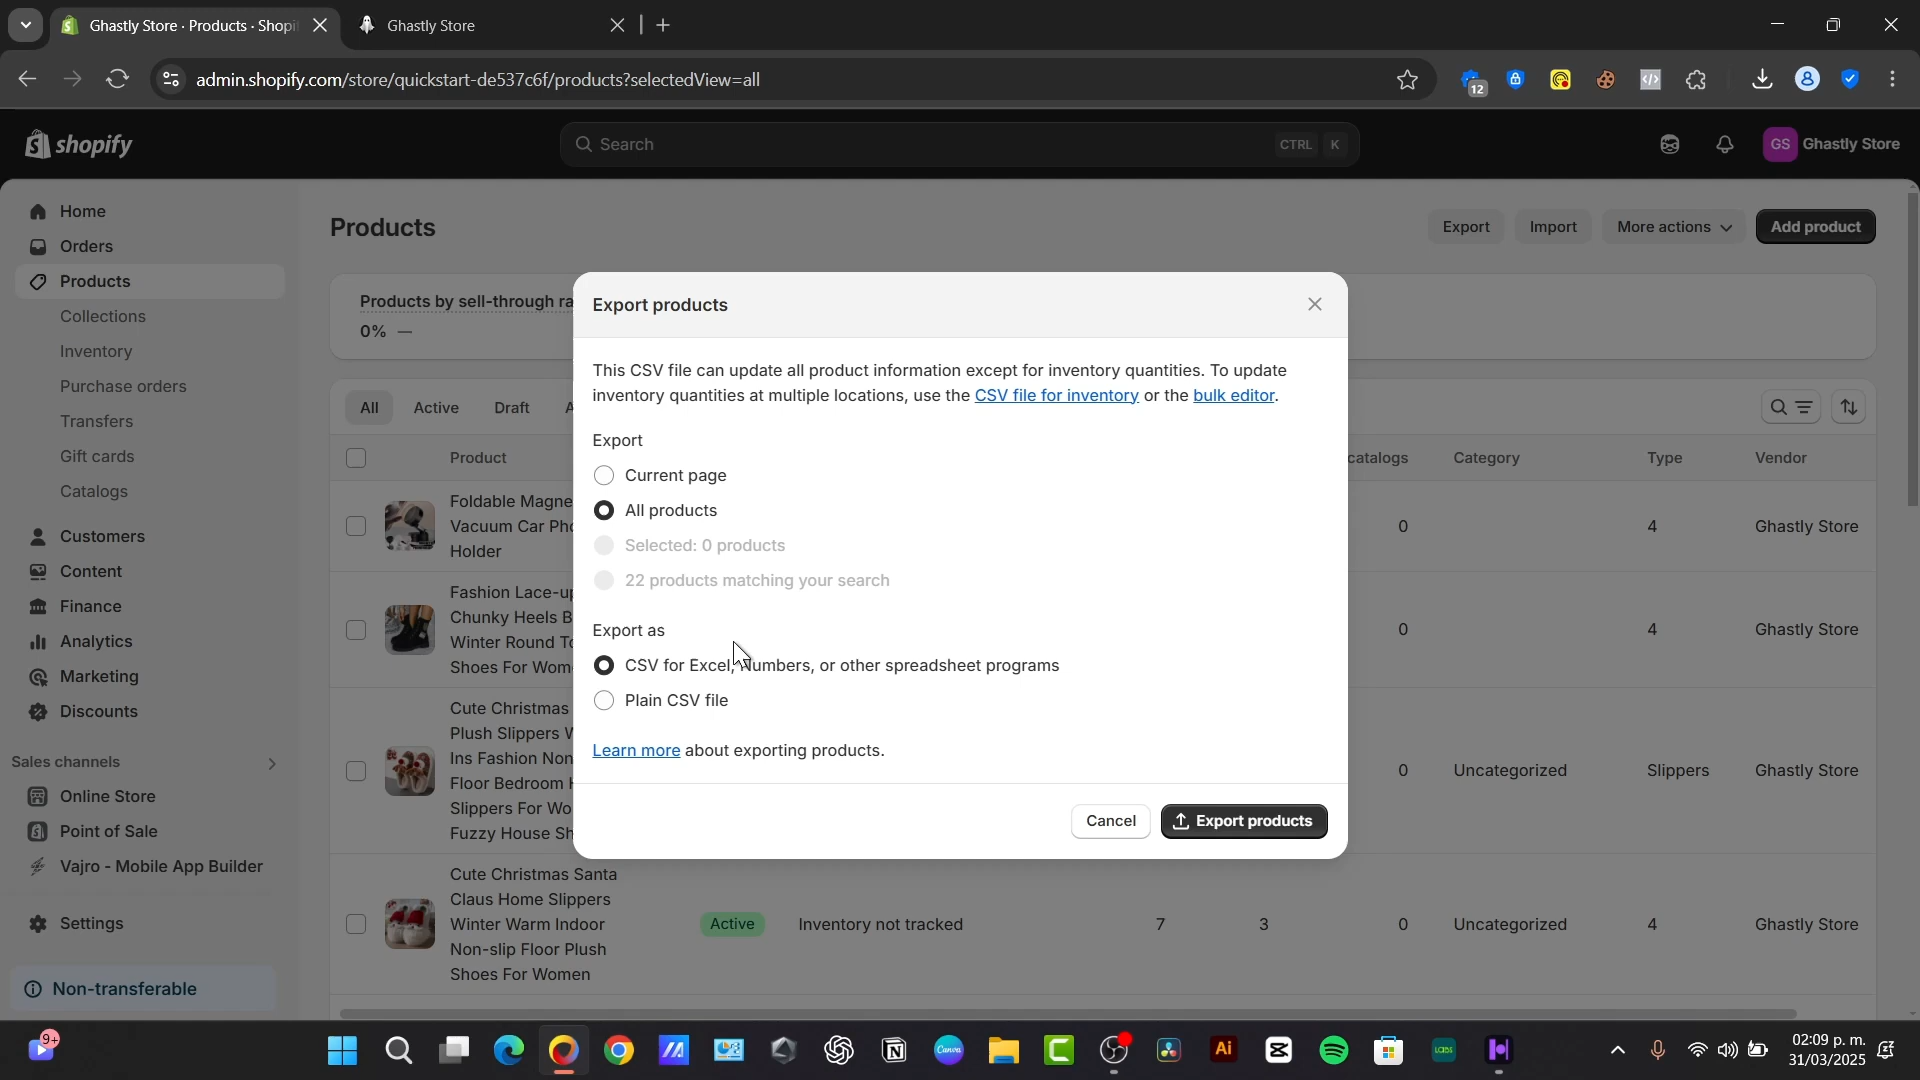 Ghastly Store · Products · Shopi
Ghastly Store
admin.shopify.com/store/quickstart-de537c6f/products?selectedView=all
12
shopify
Search
CTRL K
GS Ghastly Store
Home
Orders
Products
Collections
Inventory
Purchase orders
Transfers
Gift cards
Catalogs
Customers
Content
Finance
Analytics
Marketing
Discounts
Sales channels
Online Store
Point of Sale
Vajro - Mobile App Builder
Settings
Non-transferable
Products
Export
Import
More actions
Add product
Products by sell-through ra
0% —
All
Active
Draft
Product
catalogs
Category
Type
Vendor
Foldable Magne
Vacuum Car Pho
Holder
0
4
Ghastly Store
Fashion Lace-up
Chunky Heels B
Winter Round To
Shoes For Wom
0
4
Ghastly Store
Cute Christmas
Plush Slippers W
Ins Fashion Non
Floor Bedroom H
Slippers For Wo
Fuzzy House Sh
0
Uncategorized
Slippers
Ghastly Store
Cute Christmas Santa
Claus Home Slippers
Winter Warm Indoor
Non-slip Floor Plush
Shoes For Women
Active
Inventory not tracked
7
3
0
Uncategorized
4
Ghastly Store
Export products
This CSV file can update all product information except for inventory quantities. To update
inventory quantities at multiple locations, use the CSV file for inventory or the bulk editor.
Export
Current page
All products
Selected: 0 products
22 products matching your search
Export as
CSV for Excel, Numbers, or other spreadsheet programs
Plain CSV file
Learn more about exporting products.
Cancel
Export products
9+
Canva
Ai
LABS
02:09 p. m.
31/03/2025